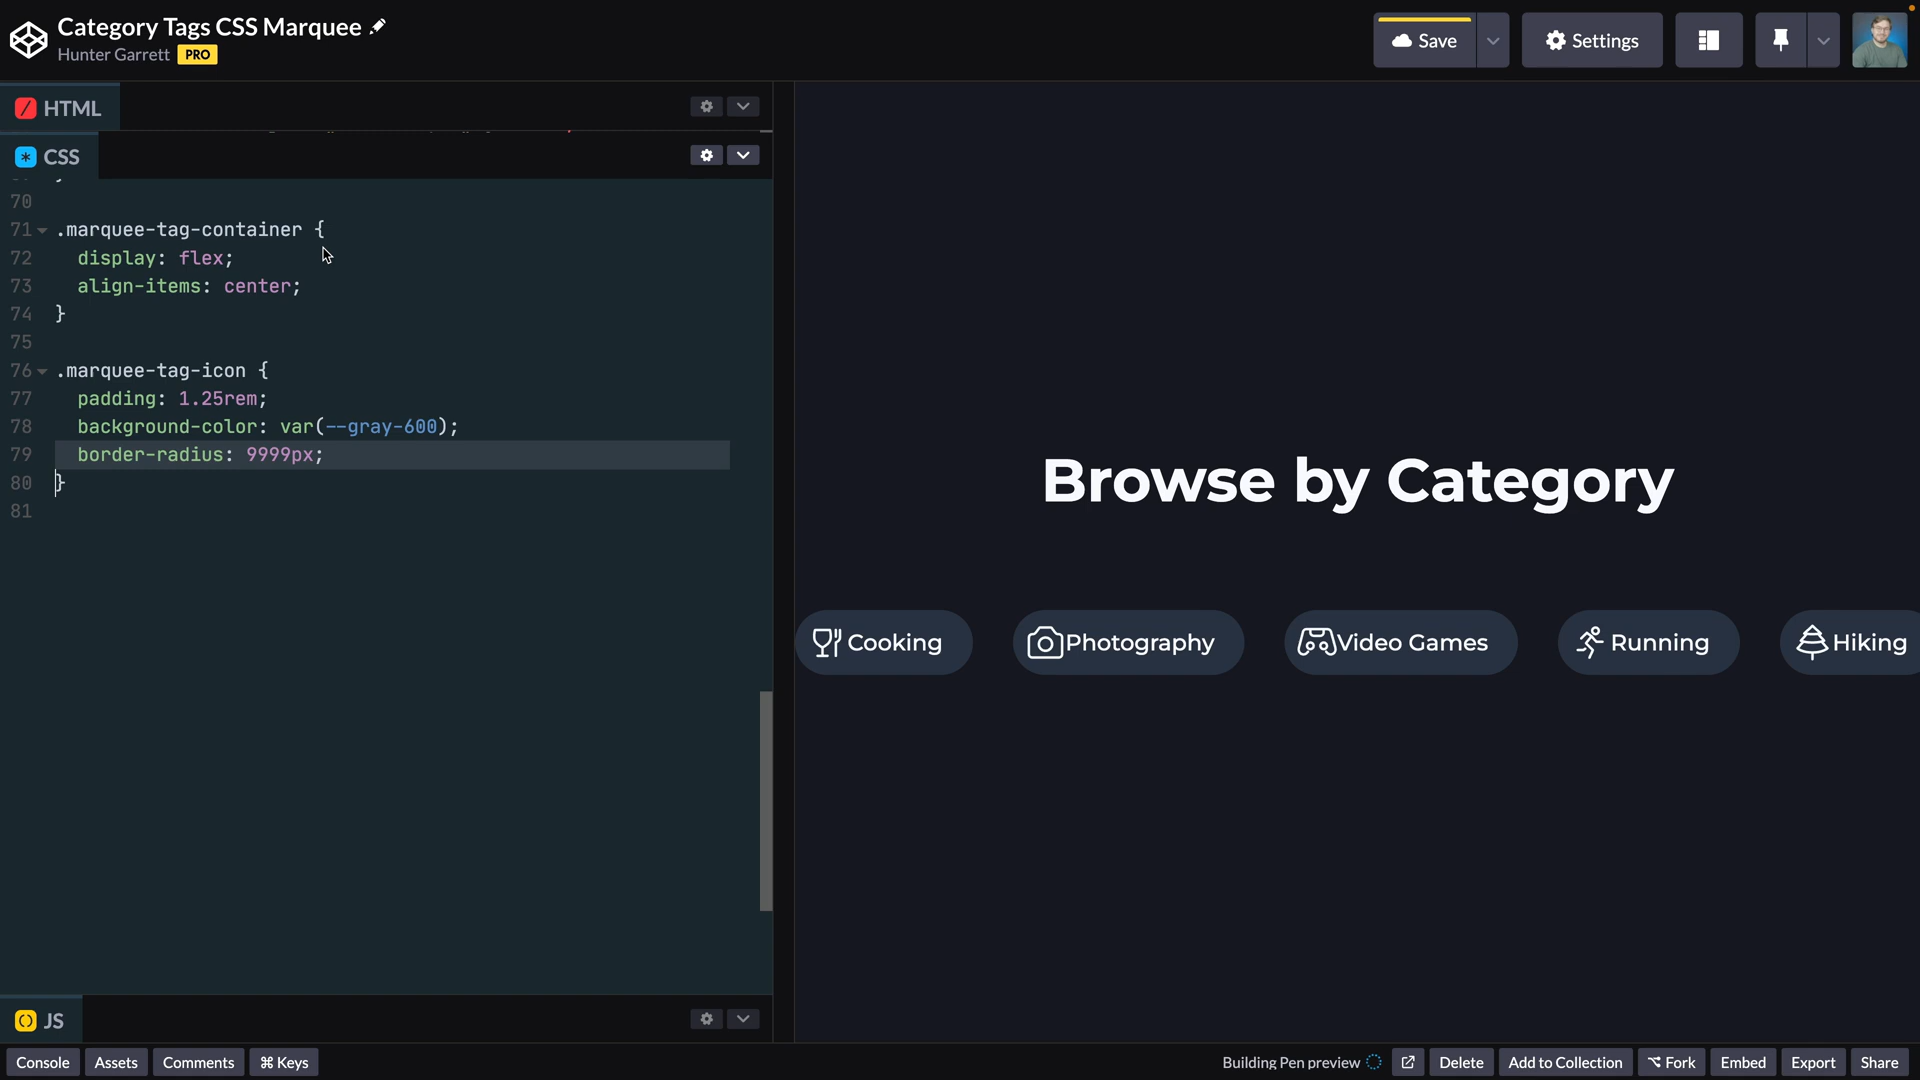 Category Tags CSS Marquee
Hunter Garrett PRO
Save
Settings
HTML
CSS
70
71 .marquee-tag-container {
72 display: flex;
73 align-items: center;
74 }
75
76 .marquee-tag-icon {
77 padding: 1.25rem;
78 background-color: var(--gray-600);
79 border-radius: 9999px;
80 }
81
Browse by Category
Cooking Photography Video Games Running Hiking
JS
Console Assets Comments ⌘ Keys Building Pen preview Delete Add to Collection ⌥ Fork Embed Export Share